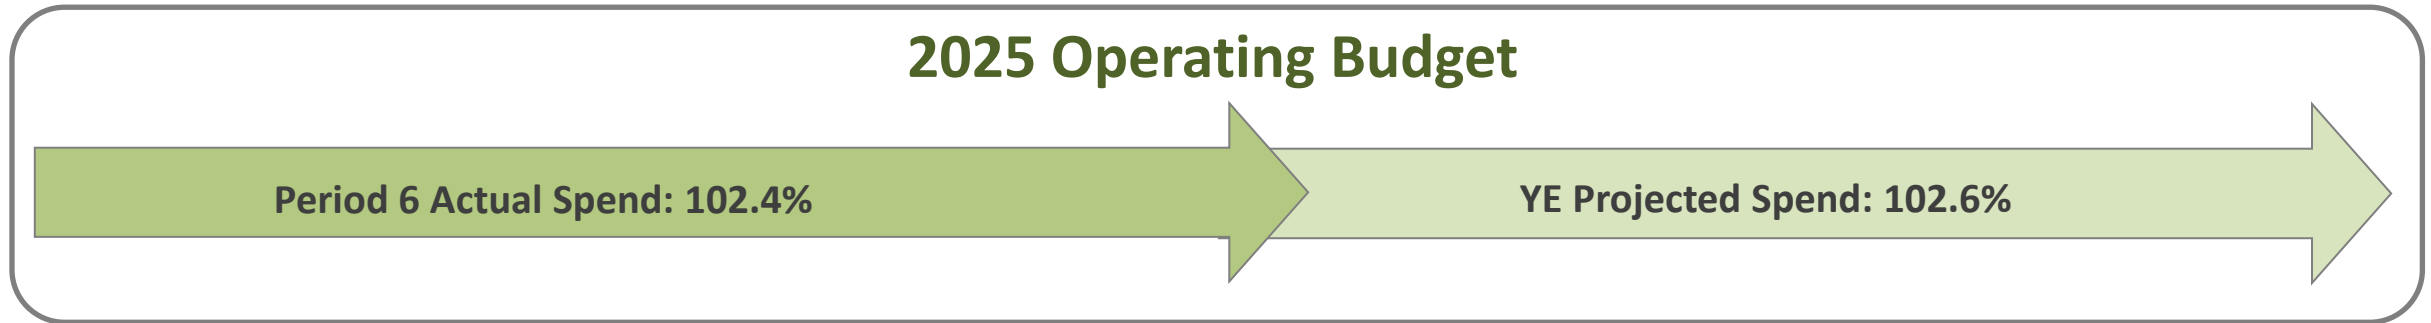 2025 Operating Budget
Period 6 Actual Spend: 102.4%
YE Projected Spend: 102.6%